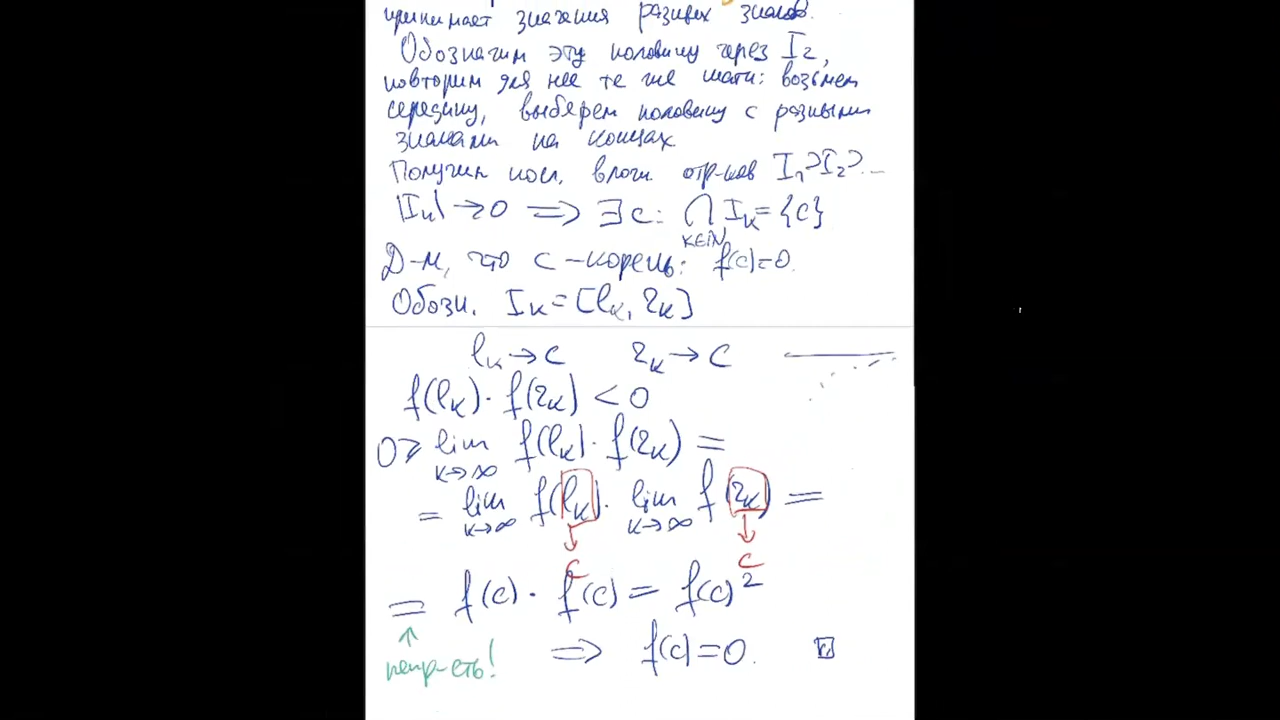 принимает значения разных знаков.
Обозначим эту половину через I₂,
повторим для нее те же шаги: возьмем
середину, выберем половину с разными
знаками на концах
Получим посл. влож. отр-ков I₁⊃I₂⊃...
|Iₖ|→0 ⟹ ∃c: ⋂ Iₖ={c}
k∈ℕ
Д-м, что c – корень: f(c)=0.
Обозн. Iₖ=[lₖ, rₖ]
lₖ→c rₖ→c
f(lₖ)·f(rₖ) < 0
0 ≥ lim f(lₖ)·f(rₖ) =
k→∞
= lim f(lₖ)· lim f(rₖ) =
k→∞ k→∞
c c
= f(c)·f(c) = f(c)²
непр-сть!
⟹ f(c)=0.